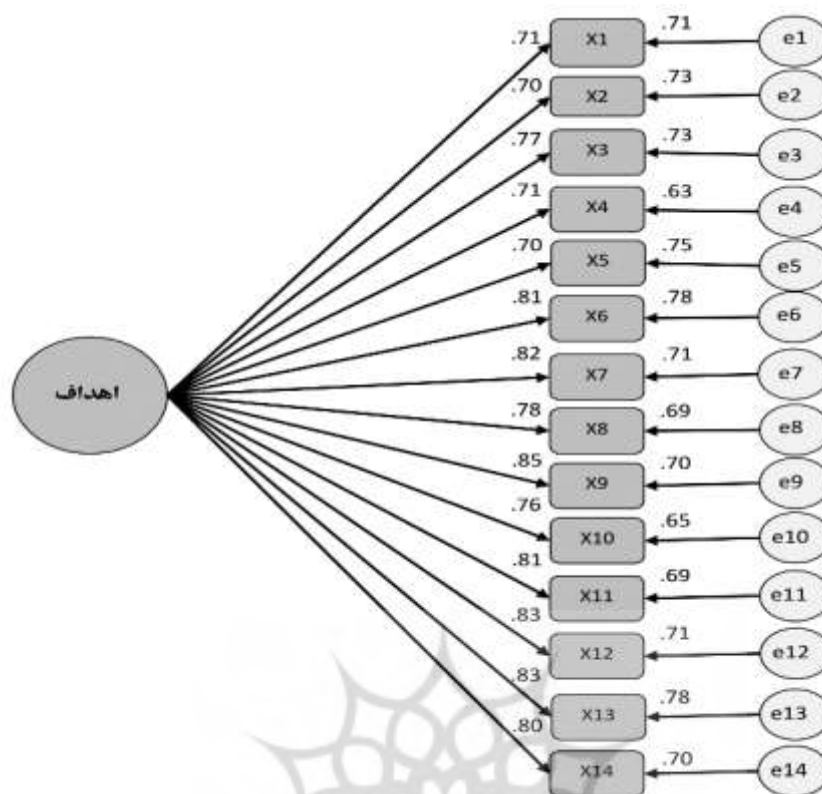 .71 X1 .71 e1
.70 X2 .73 e2
.77 X3 .73 e3
.71 X4 .63 e4
.70 X5 .75 e5
.81 X6 .78 e6
اهداف
.82 X7 .71 e7
.78 X8 .69 e8
.85 X9 .70 e9
.76 X10 .65 e10
.81 X11 .69 e11
.83 X12 .71 e12
.83 X13 .78 e13
.80 X14 .70 e14